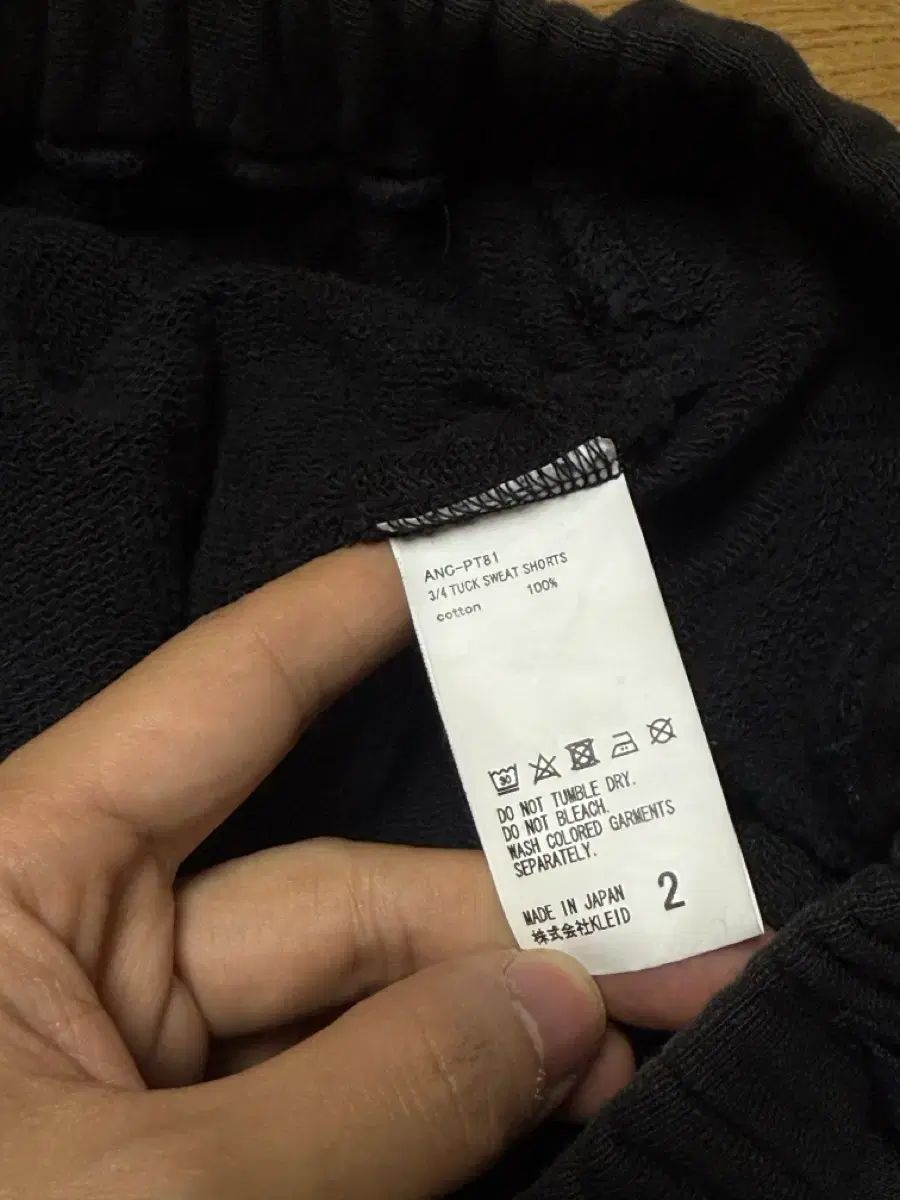 ANC-PT81
3/4 TUCK SWEAT SHORTS
cotton 100%
30
DO NOT TUMBLE DRY.
DO NOT BLEACH.
WASH COLORED GARMENTS
SEPARATELY.
MADE IN JAPAN
株式会社KLEID
2